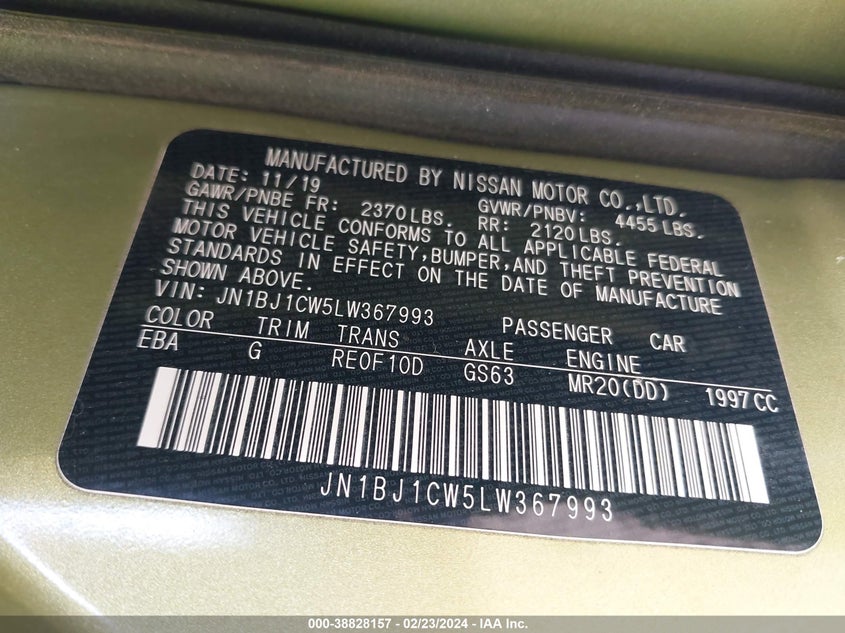 MANUFACTURED BY NISSAN MOTOR CO.,LTD.
DATE: 11/19 GVWR/PNBV: 4455 LBS.
GAWR/PNBE FR: 2370LBS. RR: 2120LBS.
THIS VEHICLE CONFORMS TO ALL APPLICABLE FEDERAL
MOTOR VEHICLE SAFETY,BUMPER,AND THEFT PREVENTION
STANDARDS IN EFFECT ON THE DATE OF MANUFACTURE
SHOWN ABOVE.
VIN: JN1BJ1CW5LW367993 PASSENGER CAR
COLOR TRIM TRANS AXLE ENGINE
EBA G RE0F10D GS63 MR20(DD) 1997CC
JN1BJ1CW5LW367993
000-38828157 - 02/23/2024 - IAA Inc.